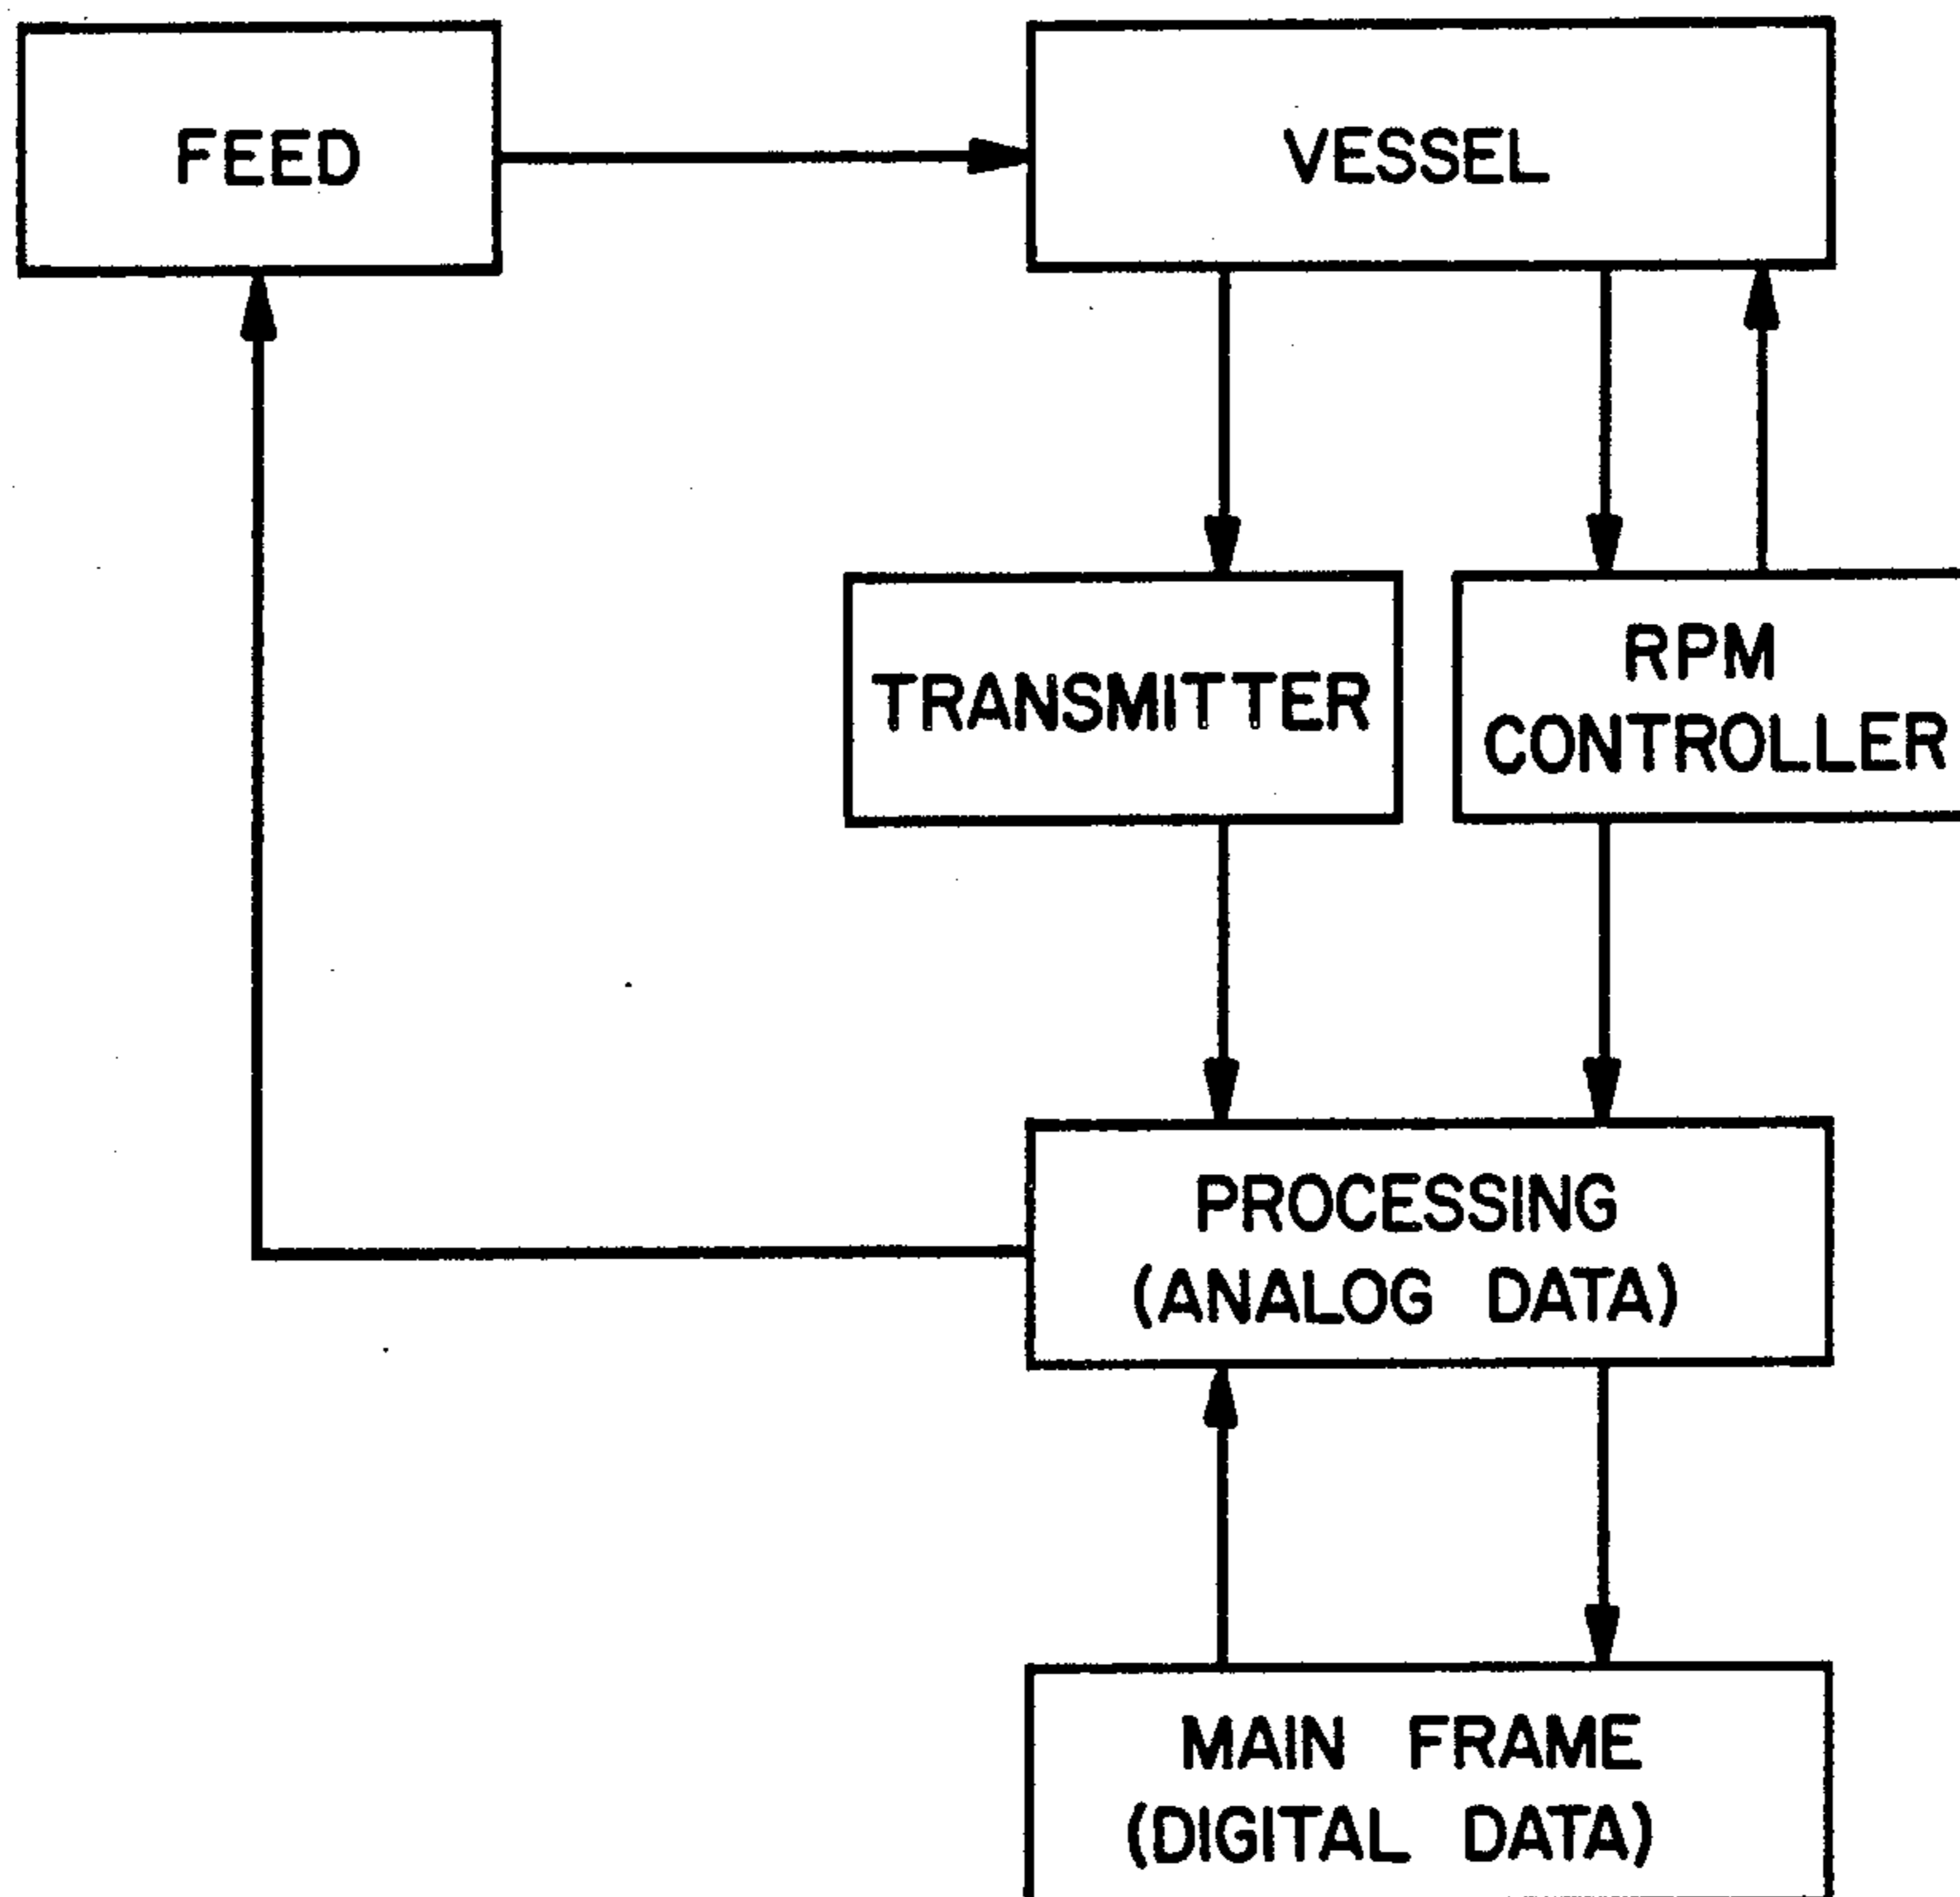 FEED
VESSEL
TRANSMITTER
RPM
CONTROLLER
PROCESSING
(ANALOG DATA)
MAIN FRAME
(DIGITAL DATA)